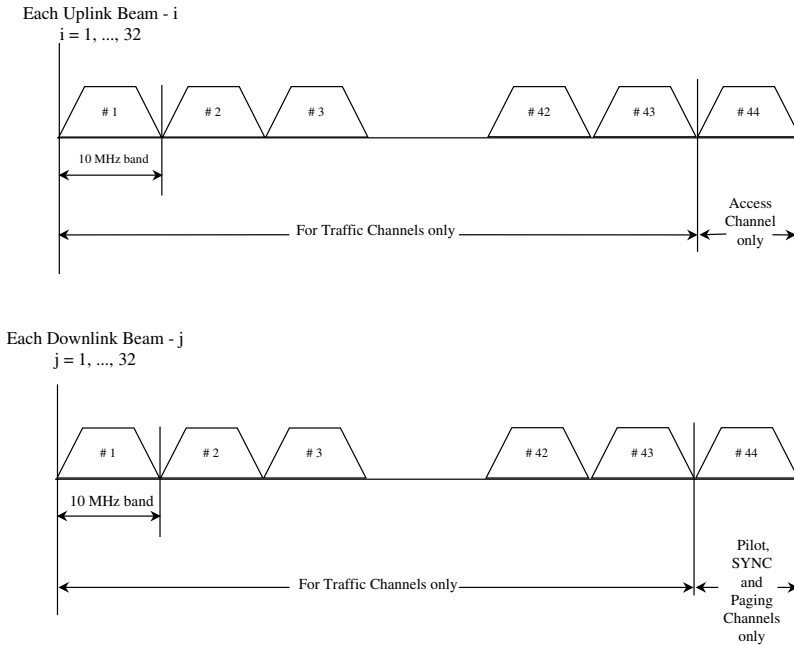 Each Uplink Beam - i
i = 1, ..., 32
# 1
# 2
# 3
# 42
# 43
# 44
10 MHz band
For Traffic Channels only
Access
Channel
only
Each Downlink Beam - j
j = 1, ..., 32
# 1
# 2
# 3
# 42
# 43
# 44
10 MHz band
For Traffic Channels only
Pilot,
SYNC
and
Paging
Channels
only